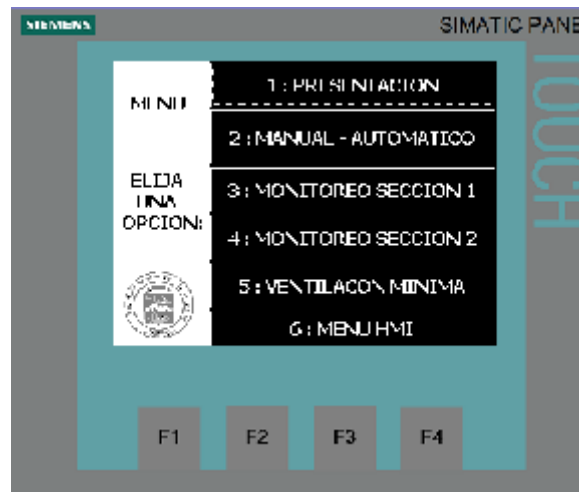 SIEMENS
SIMATIC PANE
TOUCH
MENU
ELIJA
UNA
OPCION:
1 : PRESENTACION
2 : MANUAL - AUTOMATICO
3 : MONITOREO SECCION 1
4 : MONITOREO SECCION 2
5 : VENTILACON MINIMA
6 : MENU HMI
F1
F2
F3
F4